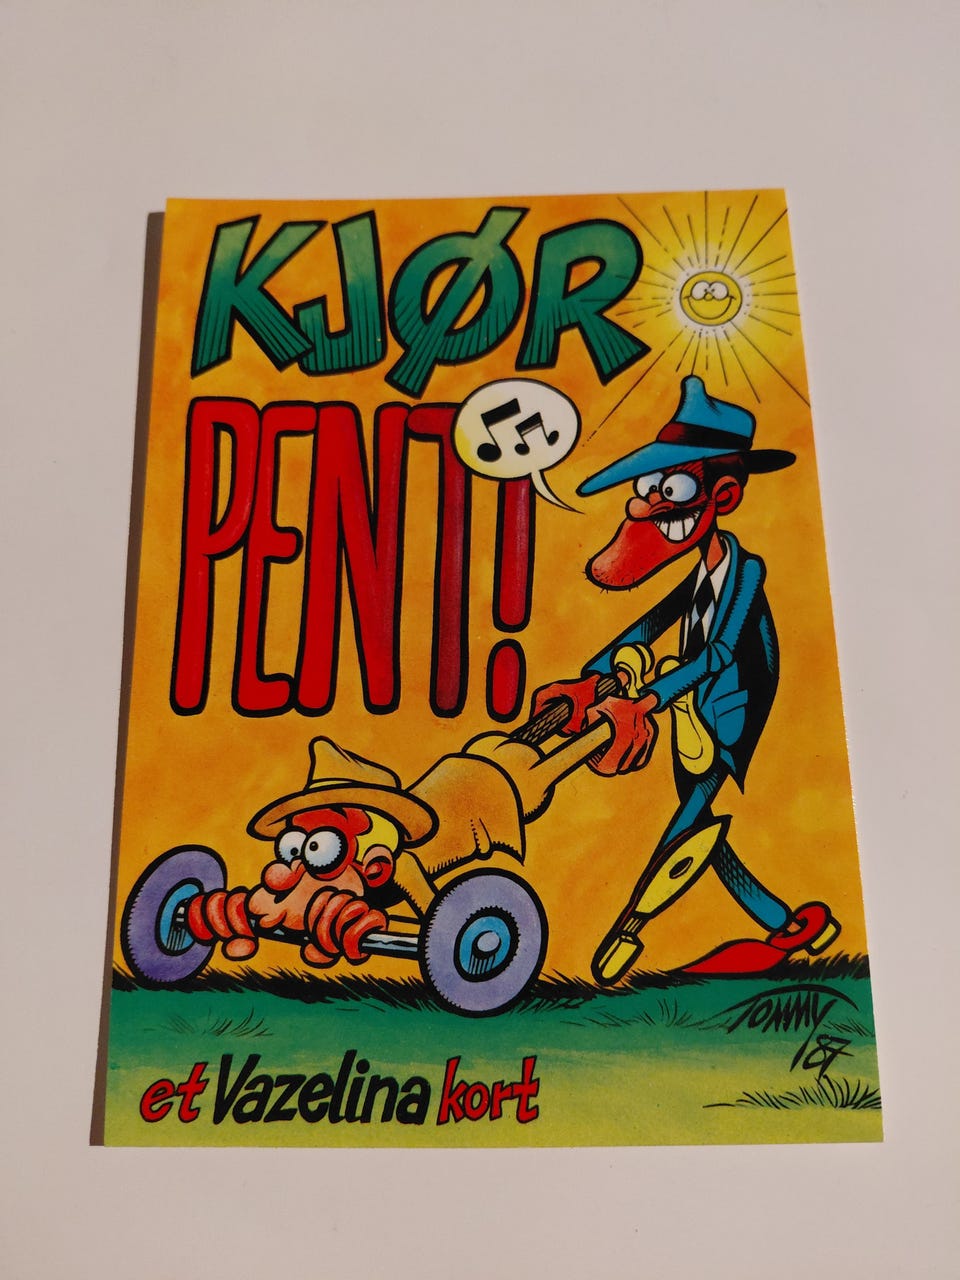 KJØR
PENT!
TOMMY
87
et Vazelina kort